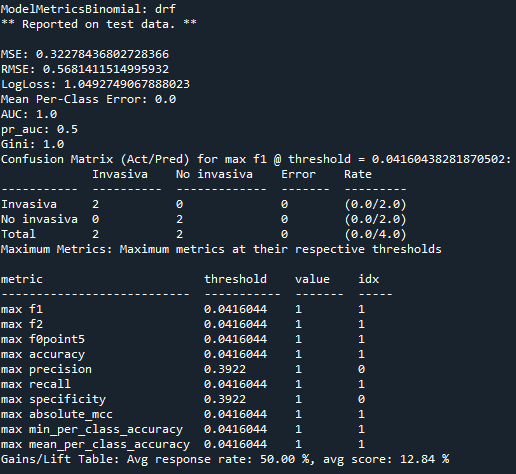 ModelMetricsBinomial: drf
** Reported on test data. **
MSE: 0.32278436802728366
RMSE: 0.5681411514995932
LogLoss: 1.0492749067888023
Mean Per-Class Error: 0.0
AUC: 1.0
pr_auc: 0.5
Gini: 1.0
Confusion Matrix (Act/Pred) for max f1 @ threshold = 0.04160438281870502:
Invasiva No invasiva Error Rate
----------- ---------- ------------- ------- ---------
Invasiva 2 0 0 (0.0/2.0)
No invasiva 0 2 0 (0.0/2.0)
Total 2 2 0 (0.0/4.0)
Maximum Metrics: Maximum metrics at their respective thresholds
metric threshold value idx
--------------------------- ----------- ------- -----
max f1 0.0416044 1 1
max f2 0.0416044 1 1
max f0point5 0.0416044 1 1
max accuracy 0.0416044 1 1
max precision 0.3922 1 0
max recall 0.0416044 1 1
max specificity 0.3922 1 0
max absolute_mcc 0.0416044 1 1
max min_per_class_accuracy 0.0416044 1 1
max mean_per_class_accuracy 0.0416044 1 1
Gains/Lift Table: Avg response rate: 50.00 %, avg score: 12.84 %